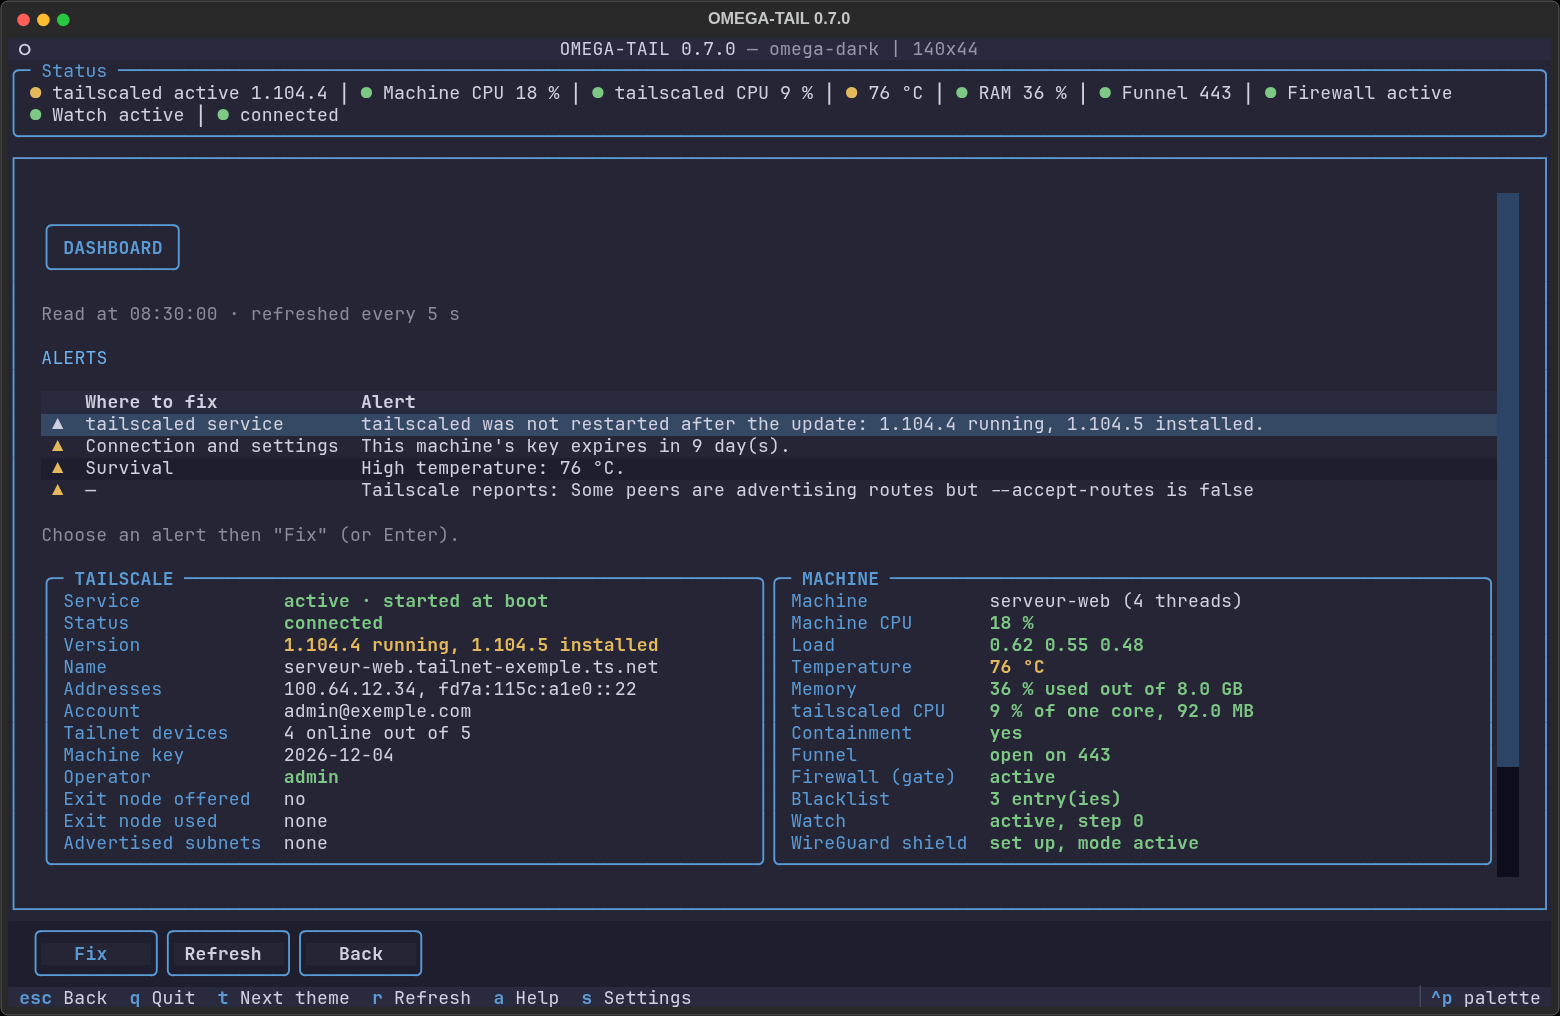 OMEGA-TAIL 0.7.0
OMEGA-TAIL 0.7.0 — omega-dark | 140x44
Status
● tailscaled active 1.104.4 │ ● Machine CPU 18 % │ ● tailscaled CPU 9 % │ ● 76 °C │ ● RAM 36 % │ ● Funnel 443 │ ● Firewall active
● Watch active │ ● connected
DASHBOARD
Read at 08:30:00 · refreshed every 5 s
ALERTS
Where to fix Alert
▲ tailscaled service tailscaled was not restarted after the update: 1.104.4 running, 1.104.5 installed.
▲ Connection and settings This machine's key expires in 9 day(s).
▲ Survival High temperature: 76 °C.
▲ — Tailscale reports: Some peers are advertising routes but --accept-routes is false
Choose an alert then "Fix" (or Enter).
TAILSCALE
Service active · started at boot
Status connected
Version 1.104.4 running, 1.104.5 installed
Name serveur-web.tailnet-exemple.ts.net
Addresses 100.64.12.34, fd7a:115c:a1e0::22
Account admin@exemple.com
Tailnet devices 4 online out of 5
Machine key 2026-12-04
Operator admin
Exit node offered no
Exit node used none
Advertised subnets none
MACHINE
Machine serveur-web (4 threads)
Machine CPU 18 %
Load 0.62 0.55 0.48
Temperature 76 °C
Memory 36 % used out of 8.0 GB
tailscaled CPU 9 % of one core, 92.0 MB
Containment yes
Funnel open on 443
Firewall (gate) active
Blacklist 3 entry(ies)
Watch active, step 0
WireGuard shield set up, mode active
Fix Refresh Back
esc Back q Quit t Next theme r Refresh a Help s Settings ^p palette